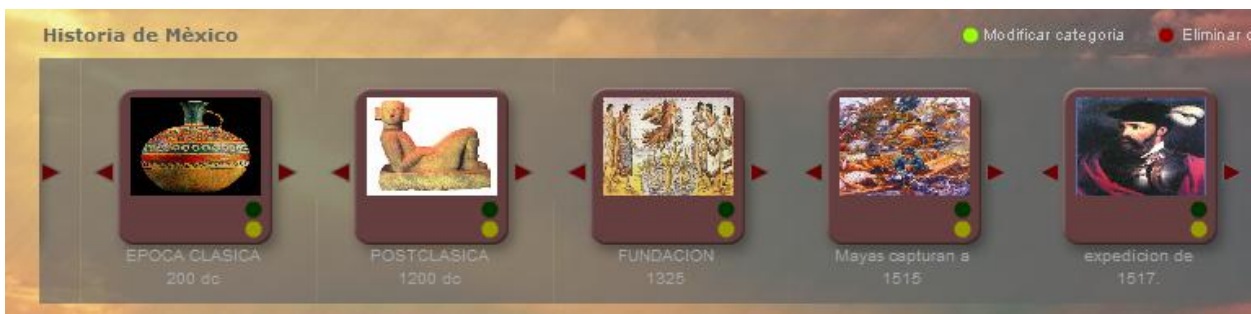 Historia de Mèxico
Modificar categoria
Eliminar
EPOCA CLASICA
200 dc
POSTCLASICA
1200 dc
FUNDACION
1325
Mayas capturan a
1515
expedicion de
1517.